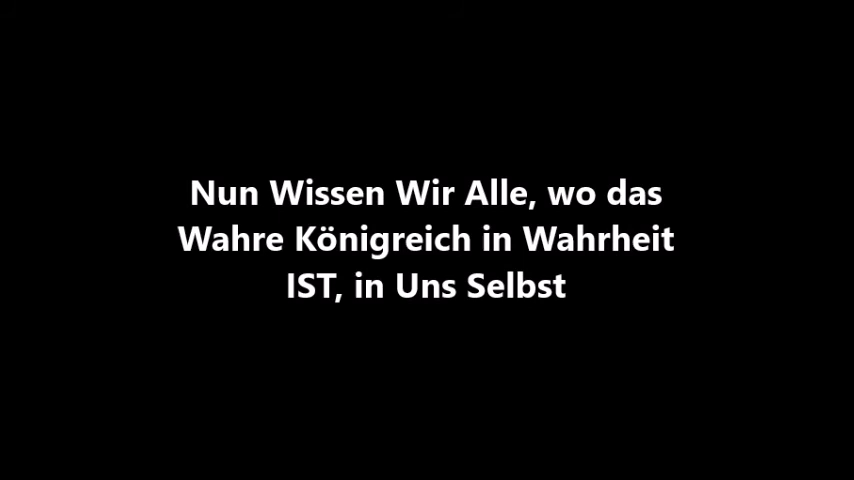 Nun Wissen Wir Alle, wo das
Wahre Königreich in Wahrheit
IST, in Uns Selbst